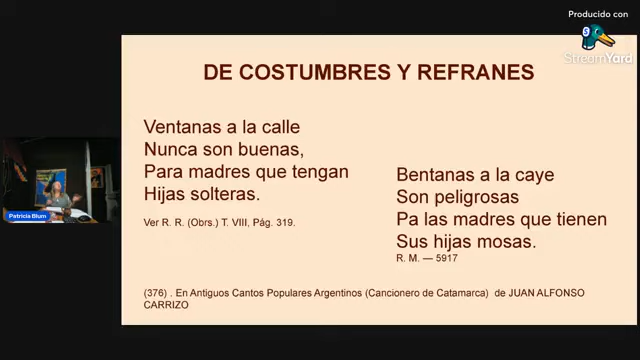 Producido con
StreamYard
DE COSTUMBRES Y REFRANES
Ventanas a la calle
Nunca son buenas,
Para madres que tengan
Hijas solteras.
Ver R. R. (Obrs.) T. VIII, Pág. 319.
Bentanas a la caye
Son peligrosas
Pa las madres que tienen
Sus hijas mosas.
R. M. — 5917
(376) . En Antiguos Cantos Populares Argentinos (Cancionero de Catamarca) de JUAN ALFONSO
CARRIZO
Patricia Blum